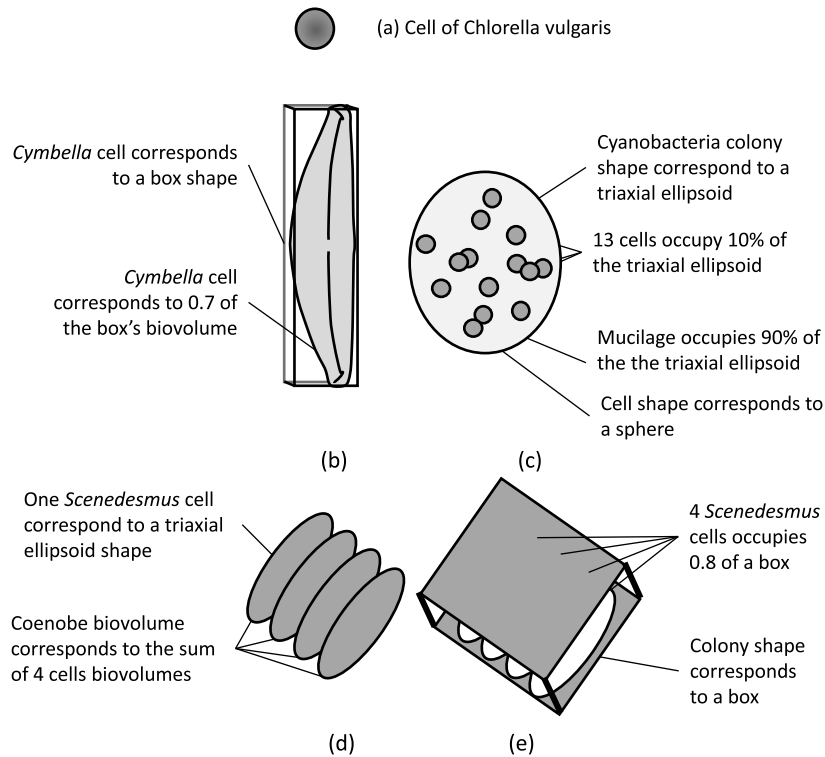 (a) Cell of Chlorella vulgaris
Cymbella cell corresponds
to a box shape
Cymbella cell
corresponds to 0.7 of
the box's biovolume
(b)
Cyanobacteria colony
shape correspond to a
triaxial ellipsoid
13 cells occupy 10% of
the triaxial ellipsoid
Mucilage occupies 90% of
the the triaxial ellipsoid
Cell shape corresponds to
a sphere
(c)
One Scenedesmus cell
correspond to a triaxial
ellipsoid shape
Coenobe biovolume
corresponds to the sum
of 4 cells biovolumes
(d)
4 Scenedesmus
cells occupies
0.8 of a box
Colony shape
corresponds
to a box
(e)